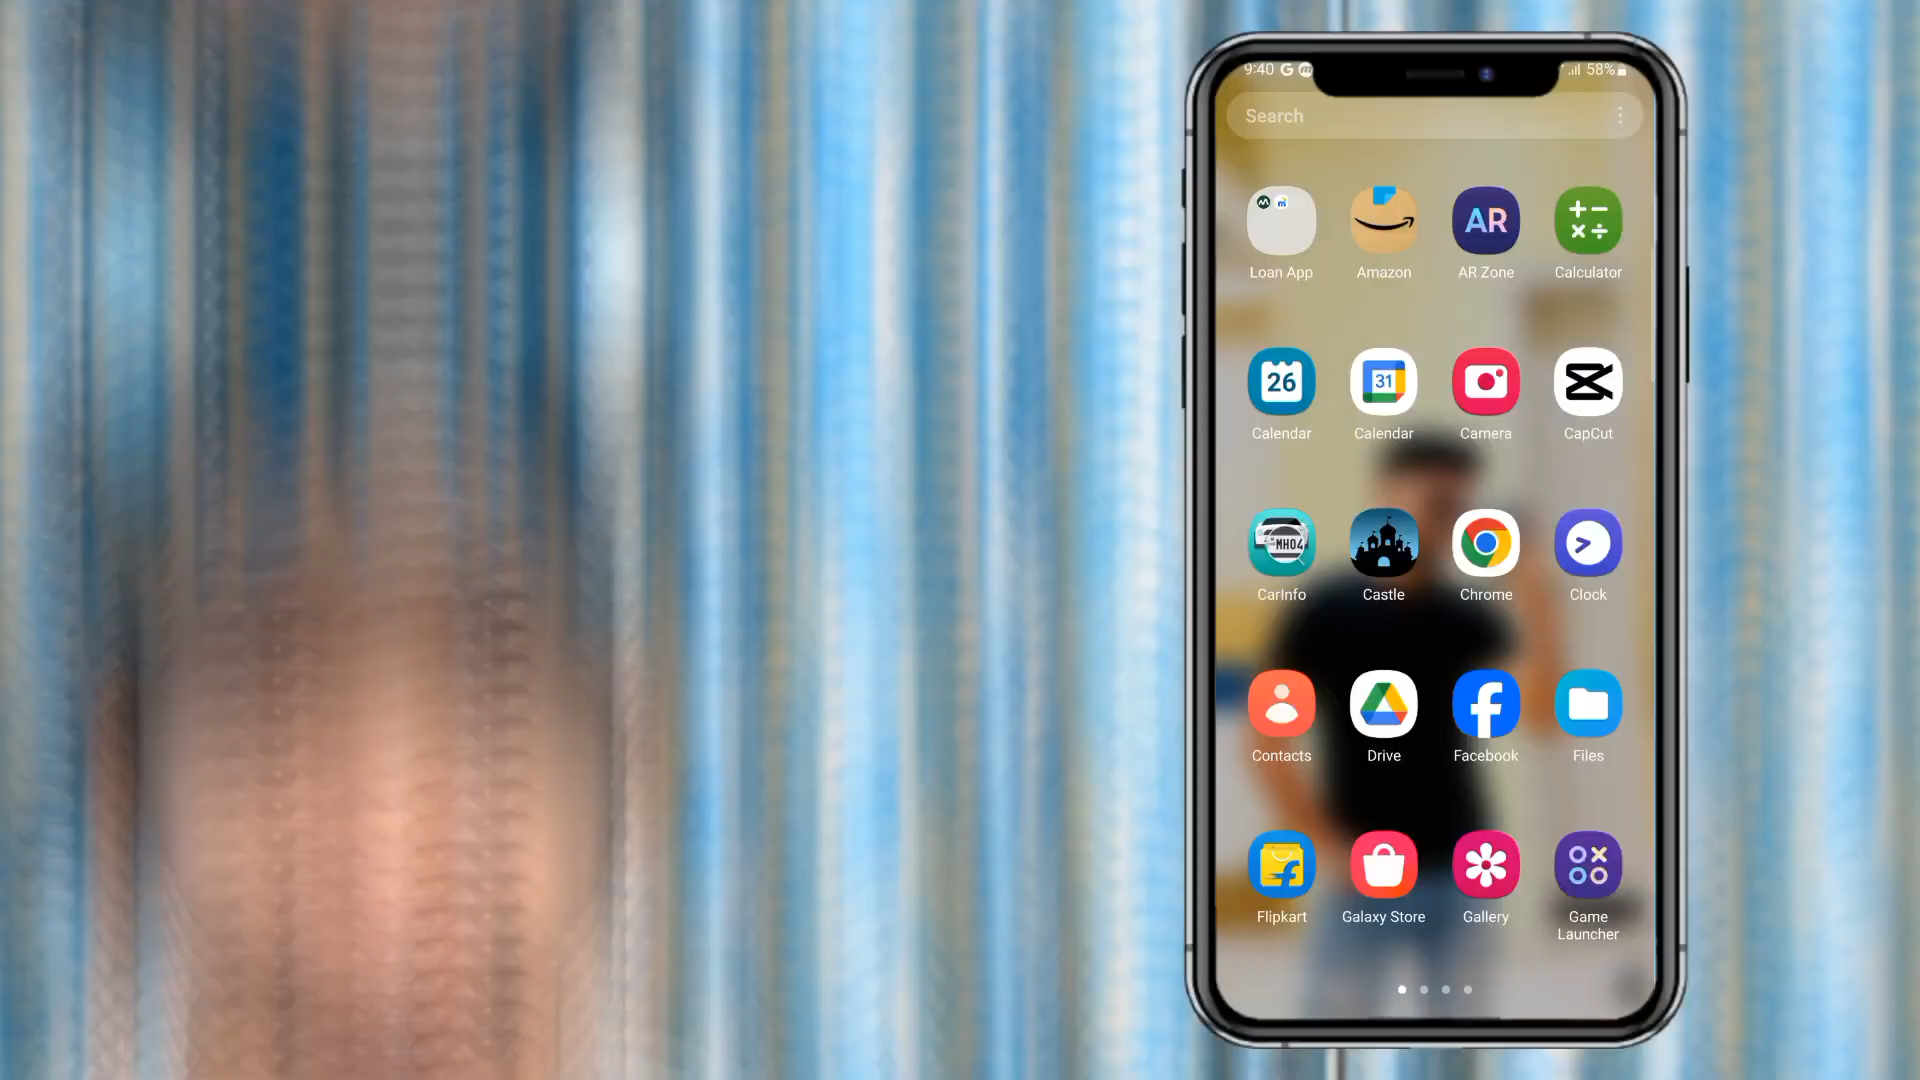 9:40 G 58%
Search
Loan App Amazon AR Zone Calculator
AR
26 31
Calendar Calendar Camera CapCut
MH04
CarInfo Castle Chrome Clock
Contacts Drive Facebook Files
Flipkart Galaxy Store Gallery Game
Launcher